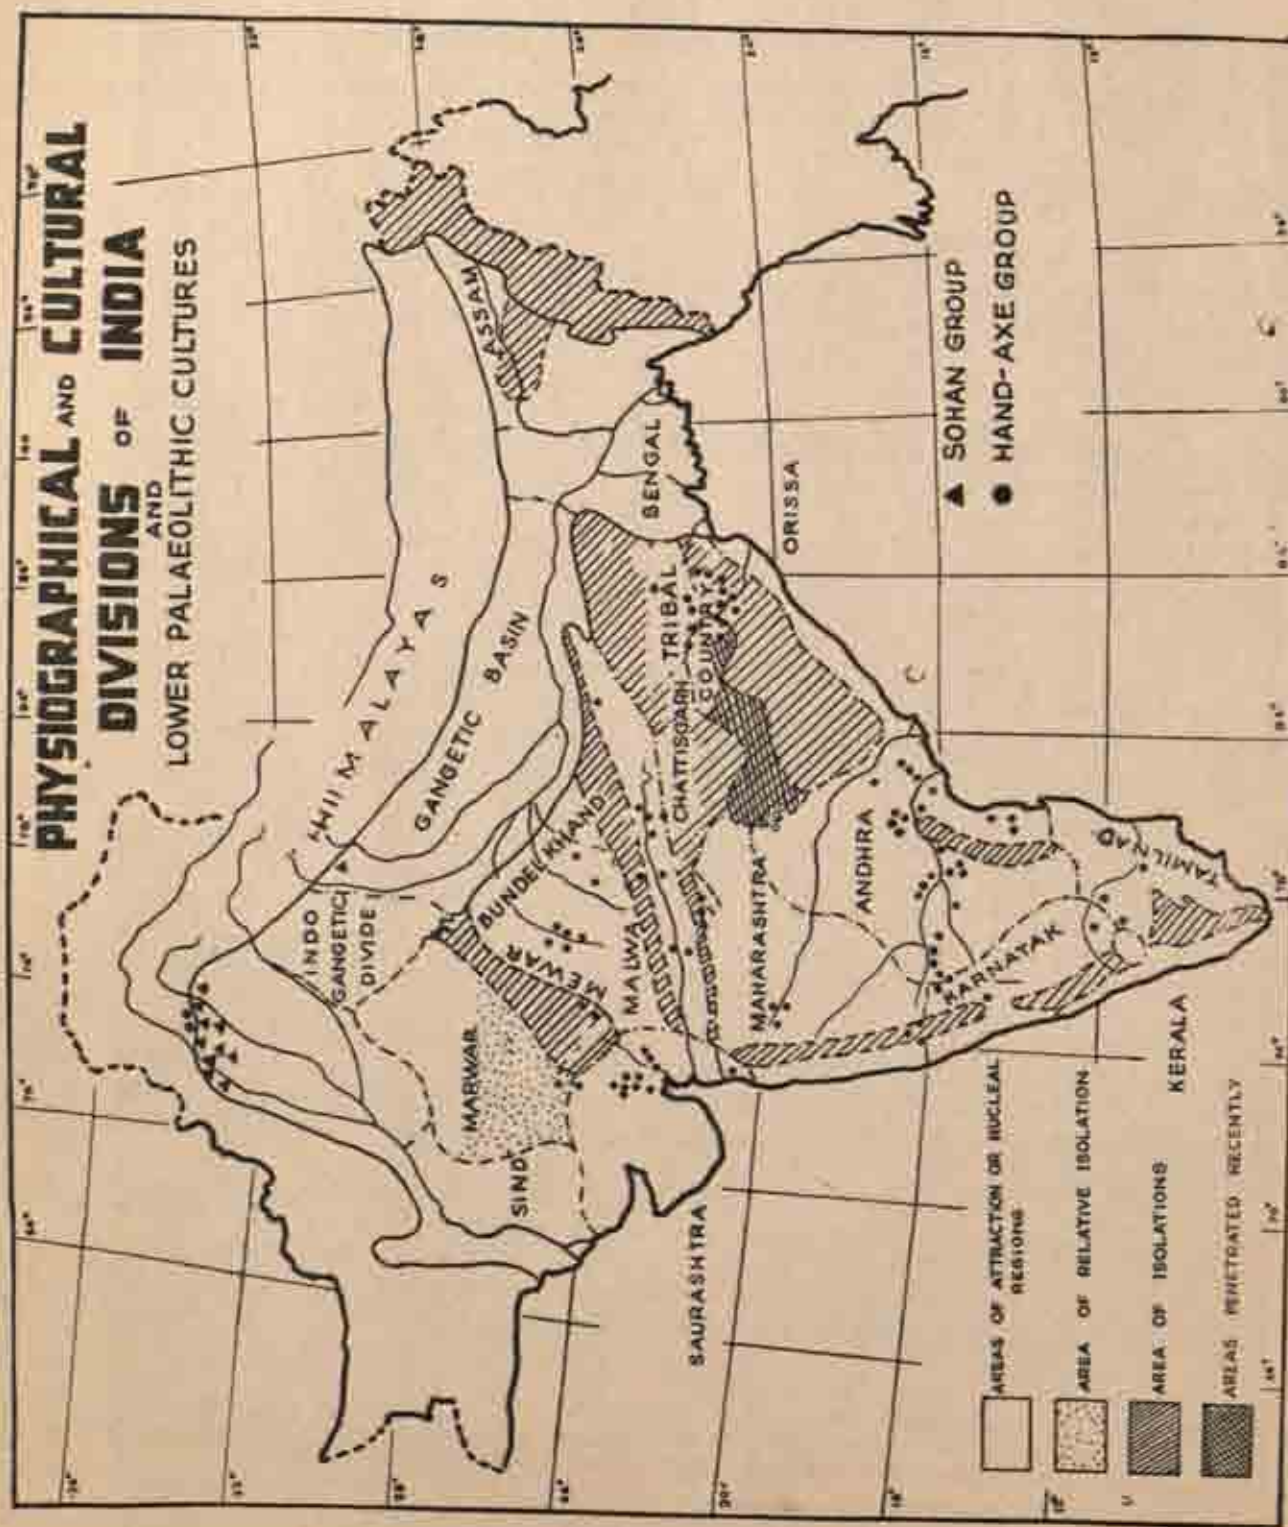 PHYSIOGRAPHICAL AND CULTURAL
DIVISIONS OF INDIA
AND
LOWER PALAEOLITHIC CULTURES
HIMALAYAS
ASSAM
GANGETIC BASIN
INDO
GANGETIC
DIVIDE
BUNDELKHAND
MEWAR
MALWA
MARWAR
SIND
BENGAL
TRIBAL
COUNTRY
CHATTISGARH
ORISSA
MAHARASHTRA
ANDHRA
KARNATAK
TAMILNAD
KERALA
SAURASHTRA
SOHAN GROUP
HAND-AXE GROUP
AREAS OF ATTRACTION OR NUCLEAL
REGIONS
AREA OF RELATIVE ISOLATION
AREA OF ISOLATIONS
AREAS PENETRATED RECENTLY